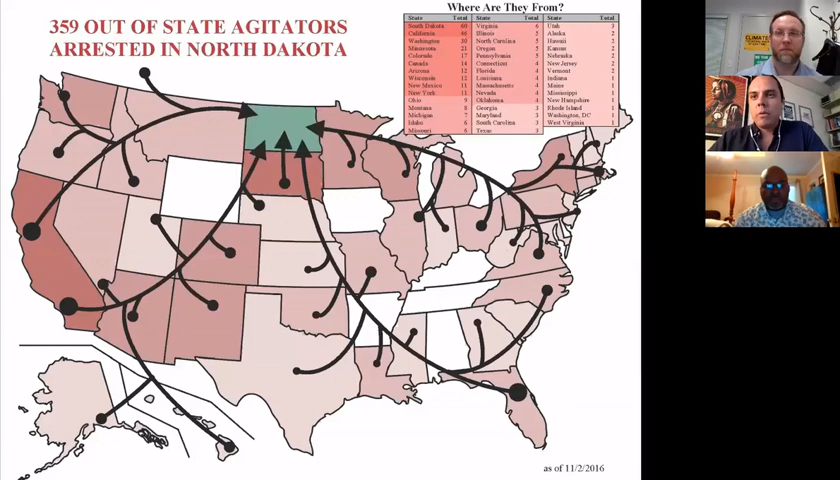 359 OUT OF STATE AGITATORS
ARRESTED IN NORTH DAKOTA
Where Are They From?
State Total State Total State Total
South Dakota 60 Virginia 6 Utah 3
California 46 Illinois 5 Alaska 2
Washington 30 North Carolina 5 Hawaii 2
Minnesota 21 Oregon 5 Kansas 2
Colorado 17 Pennsylvania 5 Nebraska 2
Canada 14 Connecticut 4 New Jersey 2
Arizona 12 Florida 4 Vermont 2
Wisconsin 12 Louisiana 4 Indiana 1
New Mexico 11 Massachusetts 4 Maine 1
New York 11 Nevada 4 Mississippi 1
Ohio 9 Oklahoma 4 New Hampshire 1
Montana 8 Georgia 3 Rhode Island 1
Michigan 7 Maryland 3 Washington, DC 1
Idaho 6 South Carolina 3 West Virginia 1
Missouri 6 Texas 3
CLIMATE
as of 11/2/2016